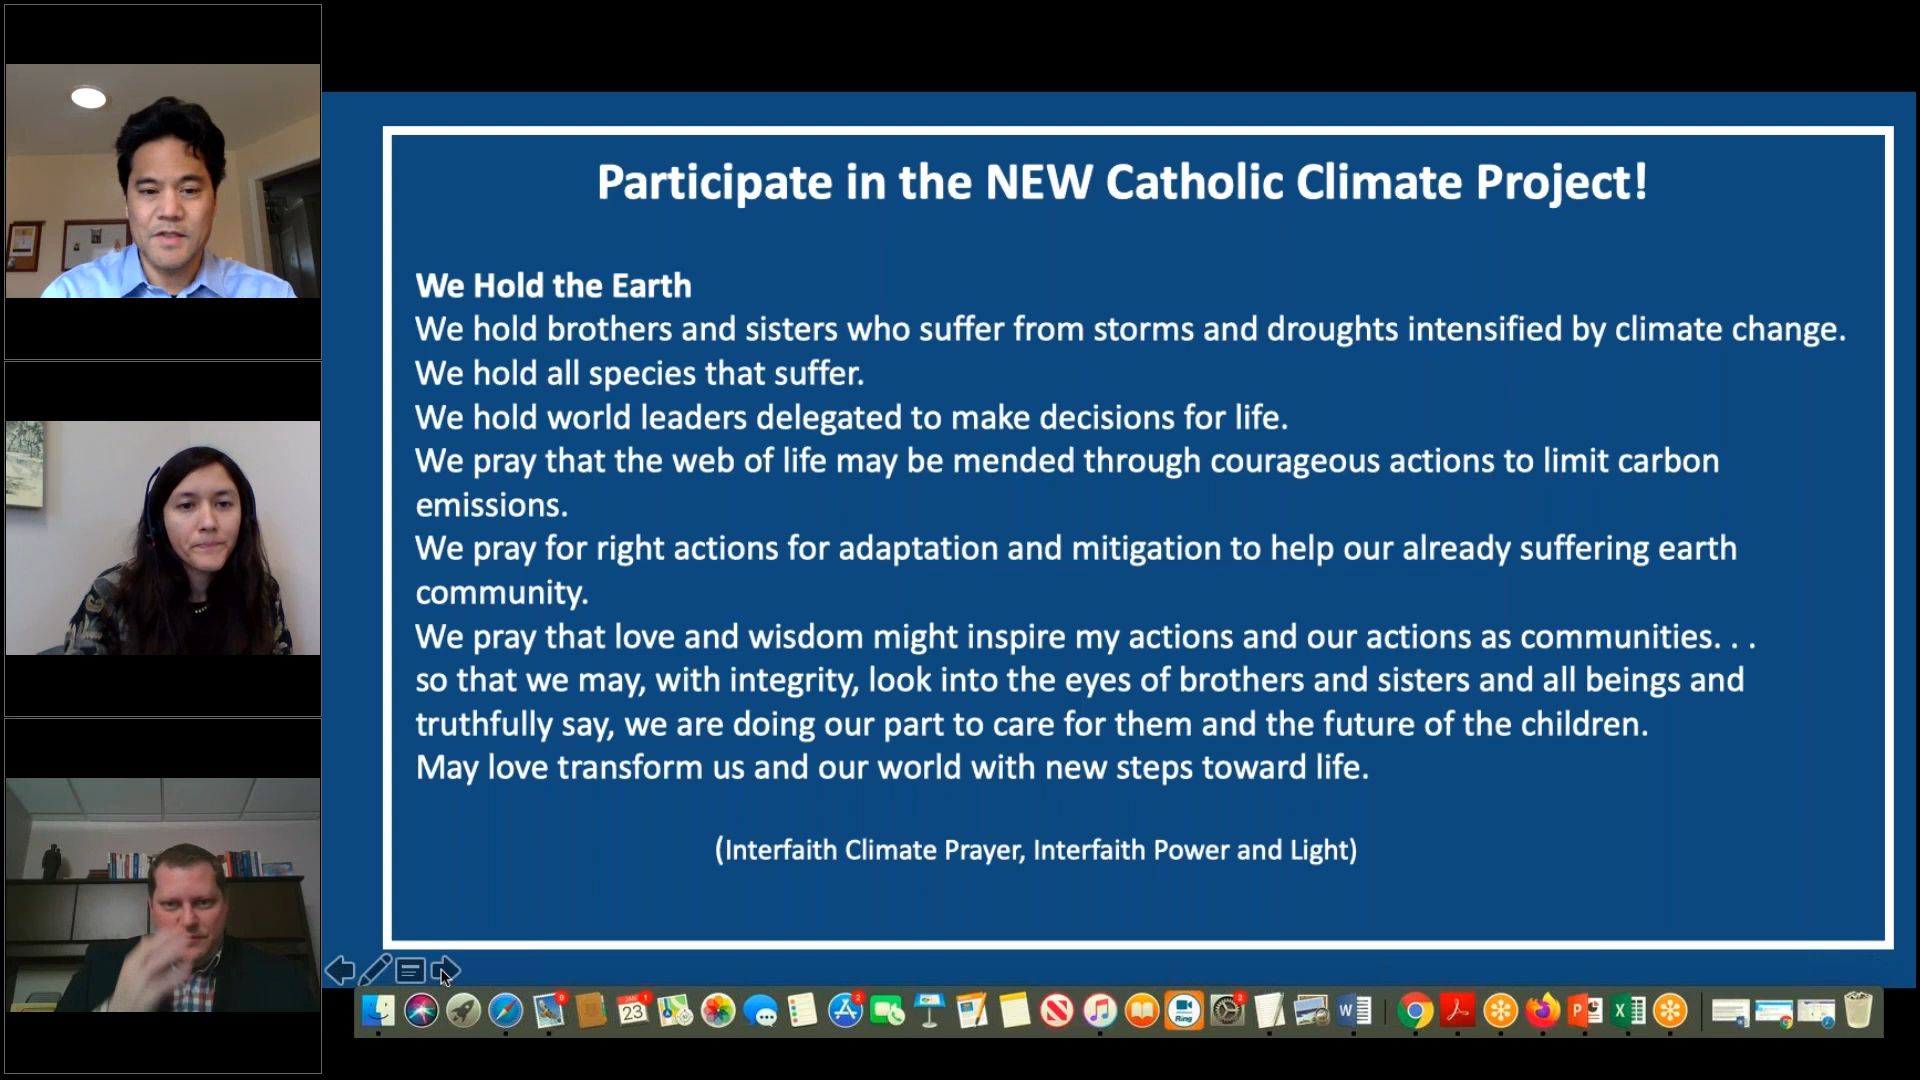 Participate in the NEW Catholic Climate Project!
We Hold the Earth
We hold brothers and sisters who suffer from storms and droughts intensified by climate change.
We hold all species that suffer.
We hold world leaders delegated to make decisions for life.
We pray that the web of life may be mended through courageous actions to limit carbon
emissions.
We pray for right actions for adaptation and mitigation to help our already suffering earth
community.
We pray that love and wisdom might inspire my actions and our actions as communities. . .
so that we may, with integrity, look into the eyes of brothers and sisters and all beings and
truthfully say, we are doing our part to care for them and the future of the children.
May love transform us and our world with new steps toward life.
(Interfaith Climate Prayer, Interfaith Power and Light)
9
JAN 1
23
2
Ring
2
W
P
X